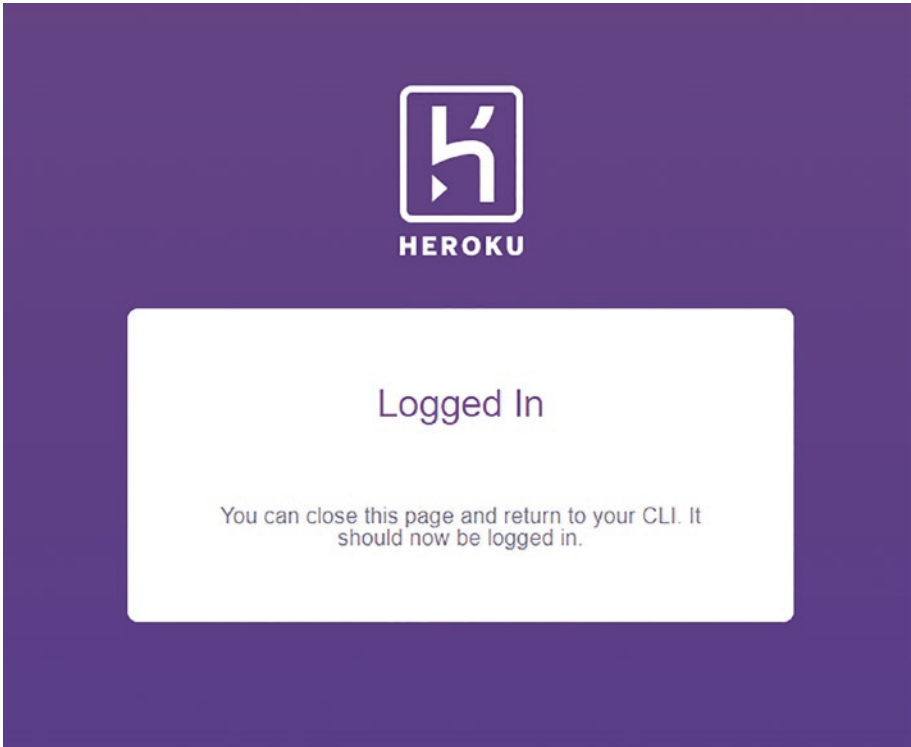 HEROKU
Logged In
You can close this page and return to your CLI. It
should now be logged in.